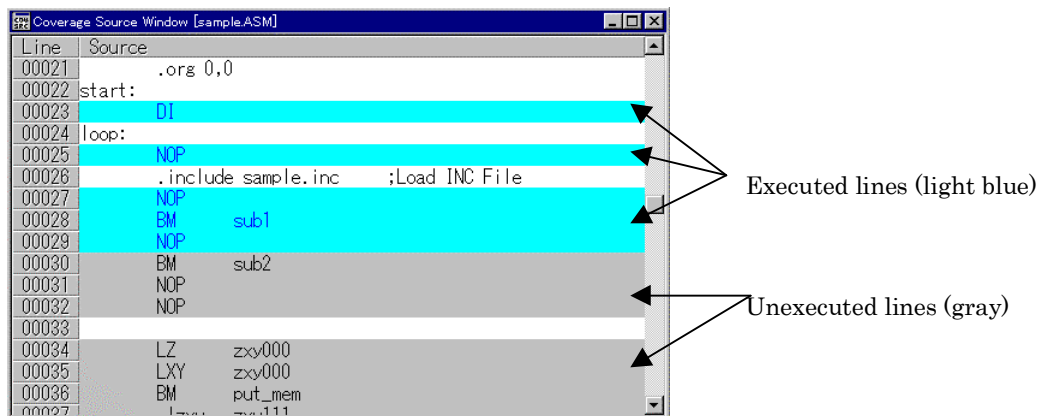 Coverage Source Window [sample.ASM]
Line Source
00021 .org 0,0
00022 start:
00023 DI
00024 loop:
00025 NOP
00026 .include sample.inc ;Load INC File
00027 NOP
00028 BM sub1
00029 NOP
00030 BM sub2
00031 NOP
00032 NOP
00033
00034 LZ zxy000
00035 LXY zxy000
00036 BM put_mem
00037
Executed lines (light blue)
Unexecuted lines (gray)